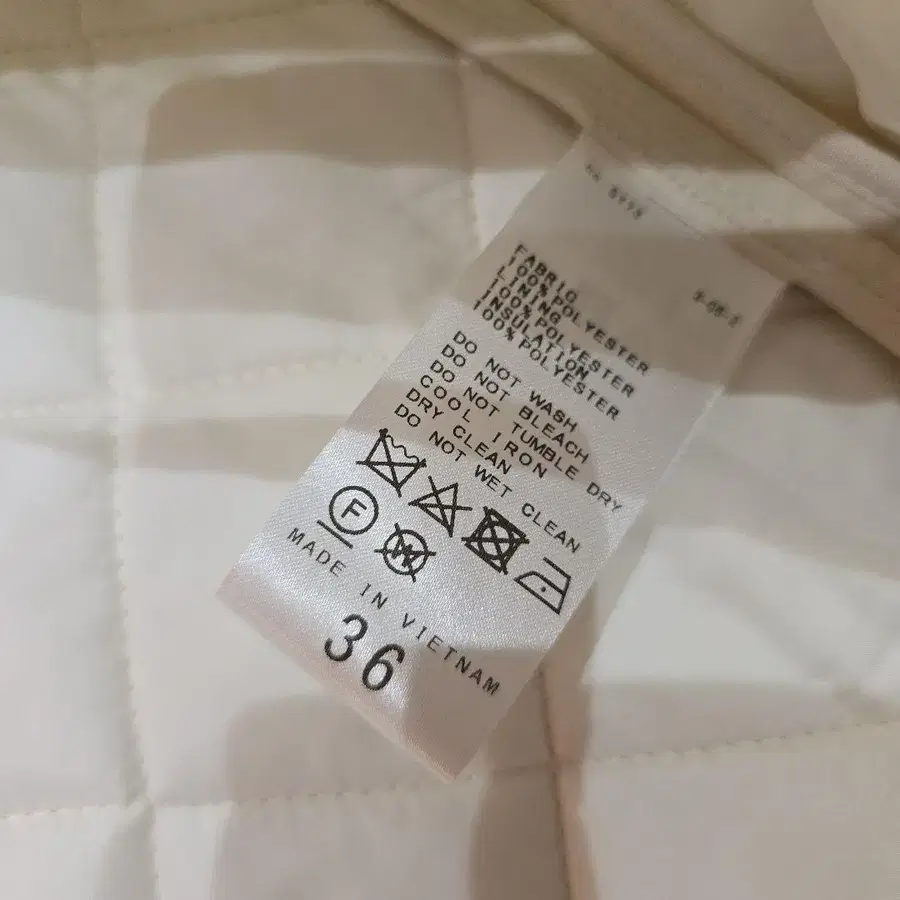 FABRIC
100%POLYESTER
LINING
100%POLYESTER
INSULATION
100%POLYESTER
DO NOT WASH
DO NOT BLEACH
DO NOT TUMBLE DRY
COOL IRON
DRY CLEAN
DO NOT WET CLEAN
F
W
MADE IN VIETNAM
36